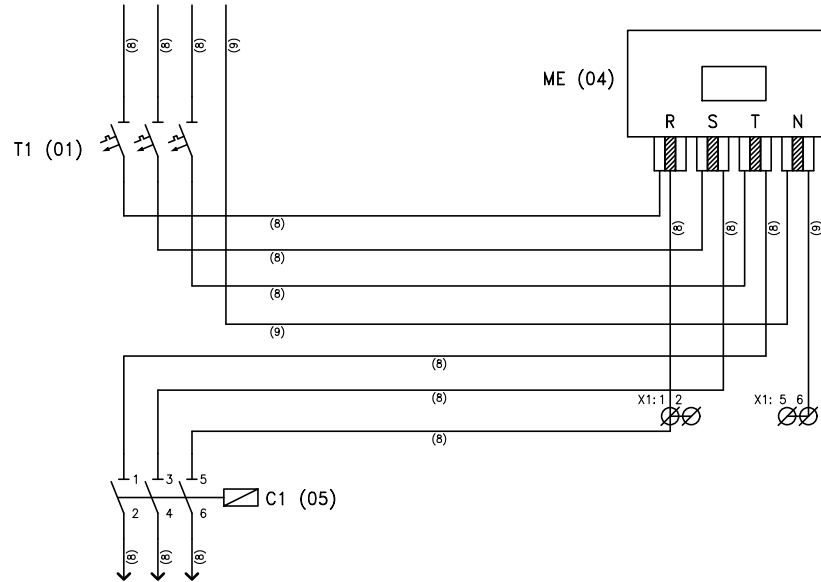 (8) (8) (8) (9)
ME (04)
R S T N
T1 (01)
(8)
(8) (8) (8) (9)
(8)
(8)
(9)
(8)
(8)
X1: 1 2
X1: 5 6
(8)
1 3 5
C1 (05)
2 4 6
(8) (8) (8)